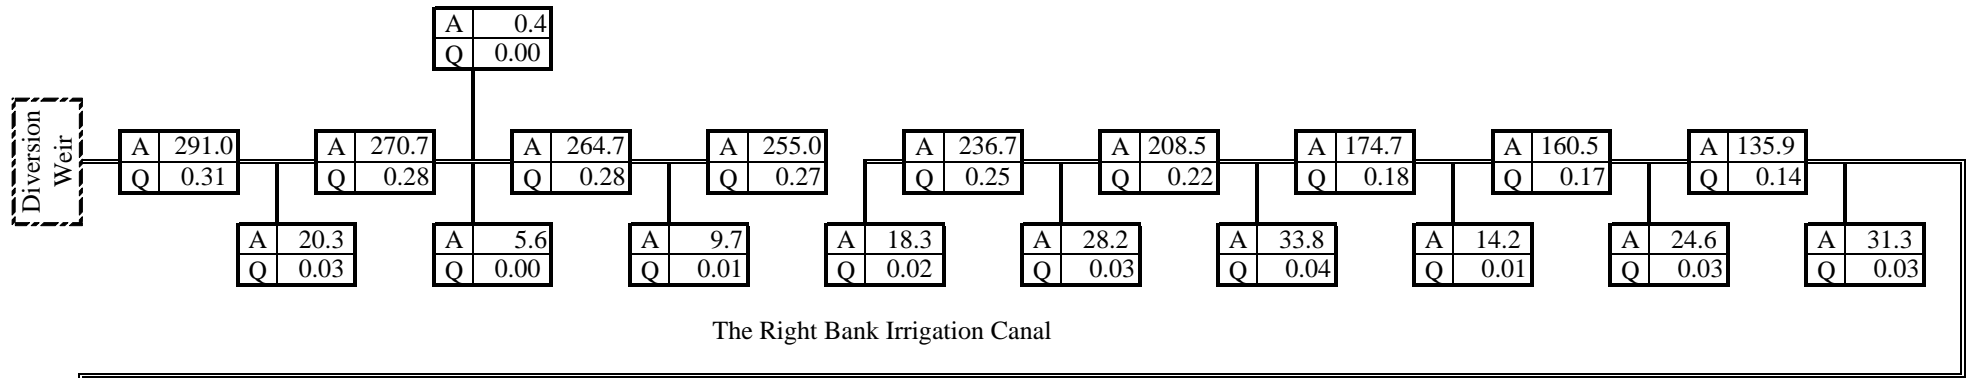 A 0.4
Q 0.00
Diversion
Weir
A 291.0 A 270.7 A 264.7 A 255.0 A 236.7 A 208.5 A 174.7 A 160.5 A 135.9
Q 0.31 Q 0.28 Q 0.28 Q 0.27 Q 0.25 Q 0.22 Q 0.18 Q 0.17 Q 0.14
A 20.3 A 5.6 A 9.7 A 18.3 A 28.2 A 33.8 A 14.2 A 24.6 A 31.3
Q 0.03 Q 0.00 Q 0.01 Q 0.02 Q 0.03 Q 0.04 Q 0.01 Q 0.03 Q 0.03
The Right Bank Irrigation Canal